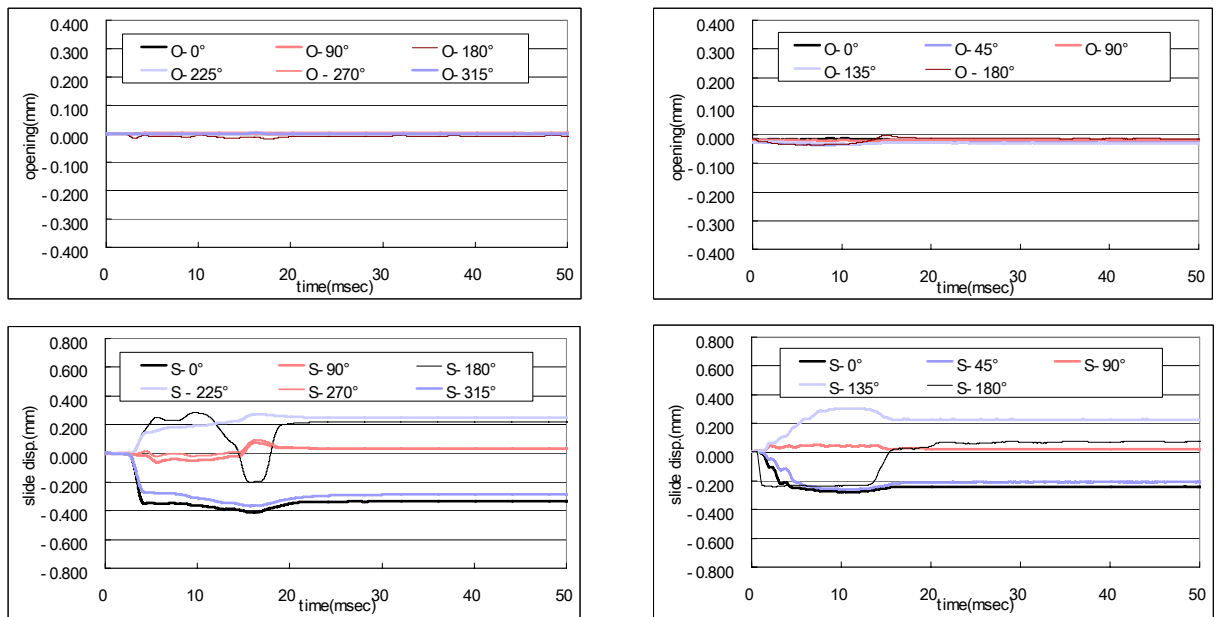 0.400
0.300
0.200
0.100
0.000
- 0.100
- 0.200
- 0.300
- 0.400
opening(mm)
O- 0° O- 90° O- 180°
O- 225° O - 270° O- 315°
0 10 20 30 40 50
time(msec)
0.400
0.300
0.200
0.100
0.000
- 0.100
- 0.200
- 0.300
- 0.400
opening(mm)
O- 0° O- 45° O- 90°
O- 135° O - 180°
0 10 20 30 40 50
time(msec)
0.800
0.600
0.400
0.200
0.000
- 0.200
- 0.400
- 0.600
- 0.800
slide disp.(mm)
S- 0° S- 90° S- 180°
S - 225° S- 270° S- 315°
0 10 20 30 40 50
time(msec)
0.800
0.600
0.400
0.200
0.000
- 0.200
- 0.400
- 0.600
- 0.800
slide disp.(mm)
S- 0° S- 45° S- 90°
S- 135° S- 180°
0 10 20 30 40 50
time(msec)